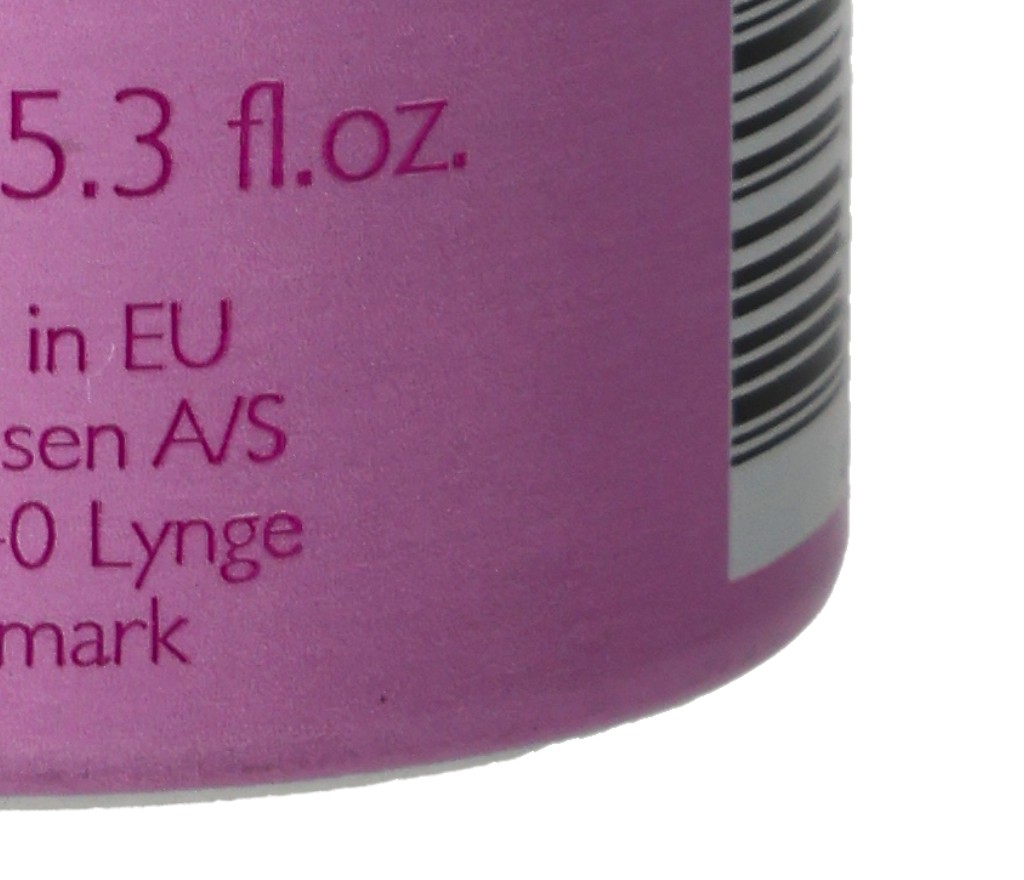 5.3 fl.oz.
in EU
sen A/S
0 Lynge
mark